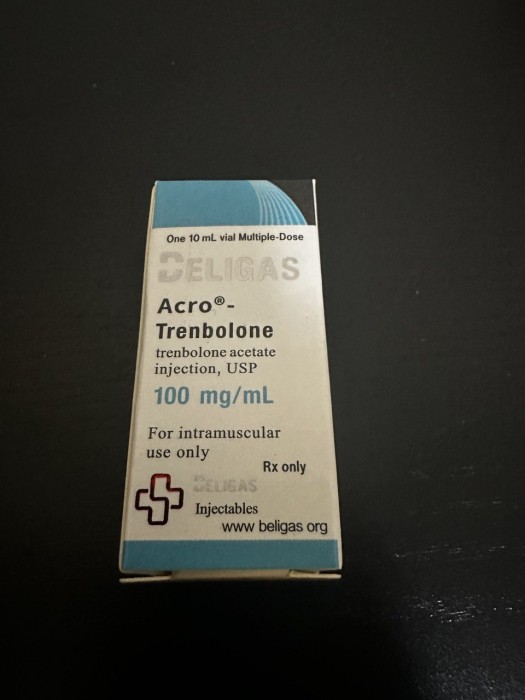 One 10 mL vial Multiple-Dose
BELIGAS
Acro®-
Trenbolone
trenbolone acetate
injection, USP
100 mg/mL
For intramuscular
use only
Rx only
BELIGAS
Injectables
www beligas org